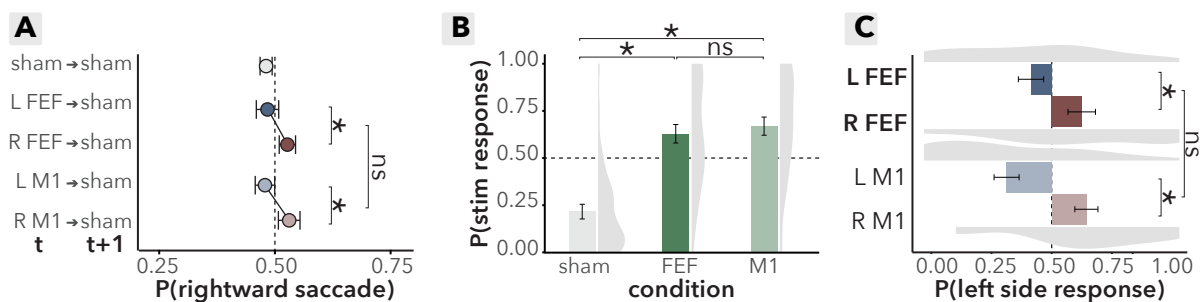 A
sham➔sham
L FEF➔sham
R FEF➔sham
L M1➔sham
R M1➔sham
t t+1
* * ns
0.25 0.50 0.75
P(rightward saccade)
B
* * ns
P(stim response)
1.00
0.75
0.50
0.25
0.00
sham FEF M1
condition
C
L FEF
R FEF
L M1
R M1
* * ns
0.00 0.25 0.50 0.75 1.00
P(left side response)